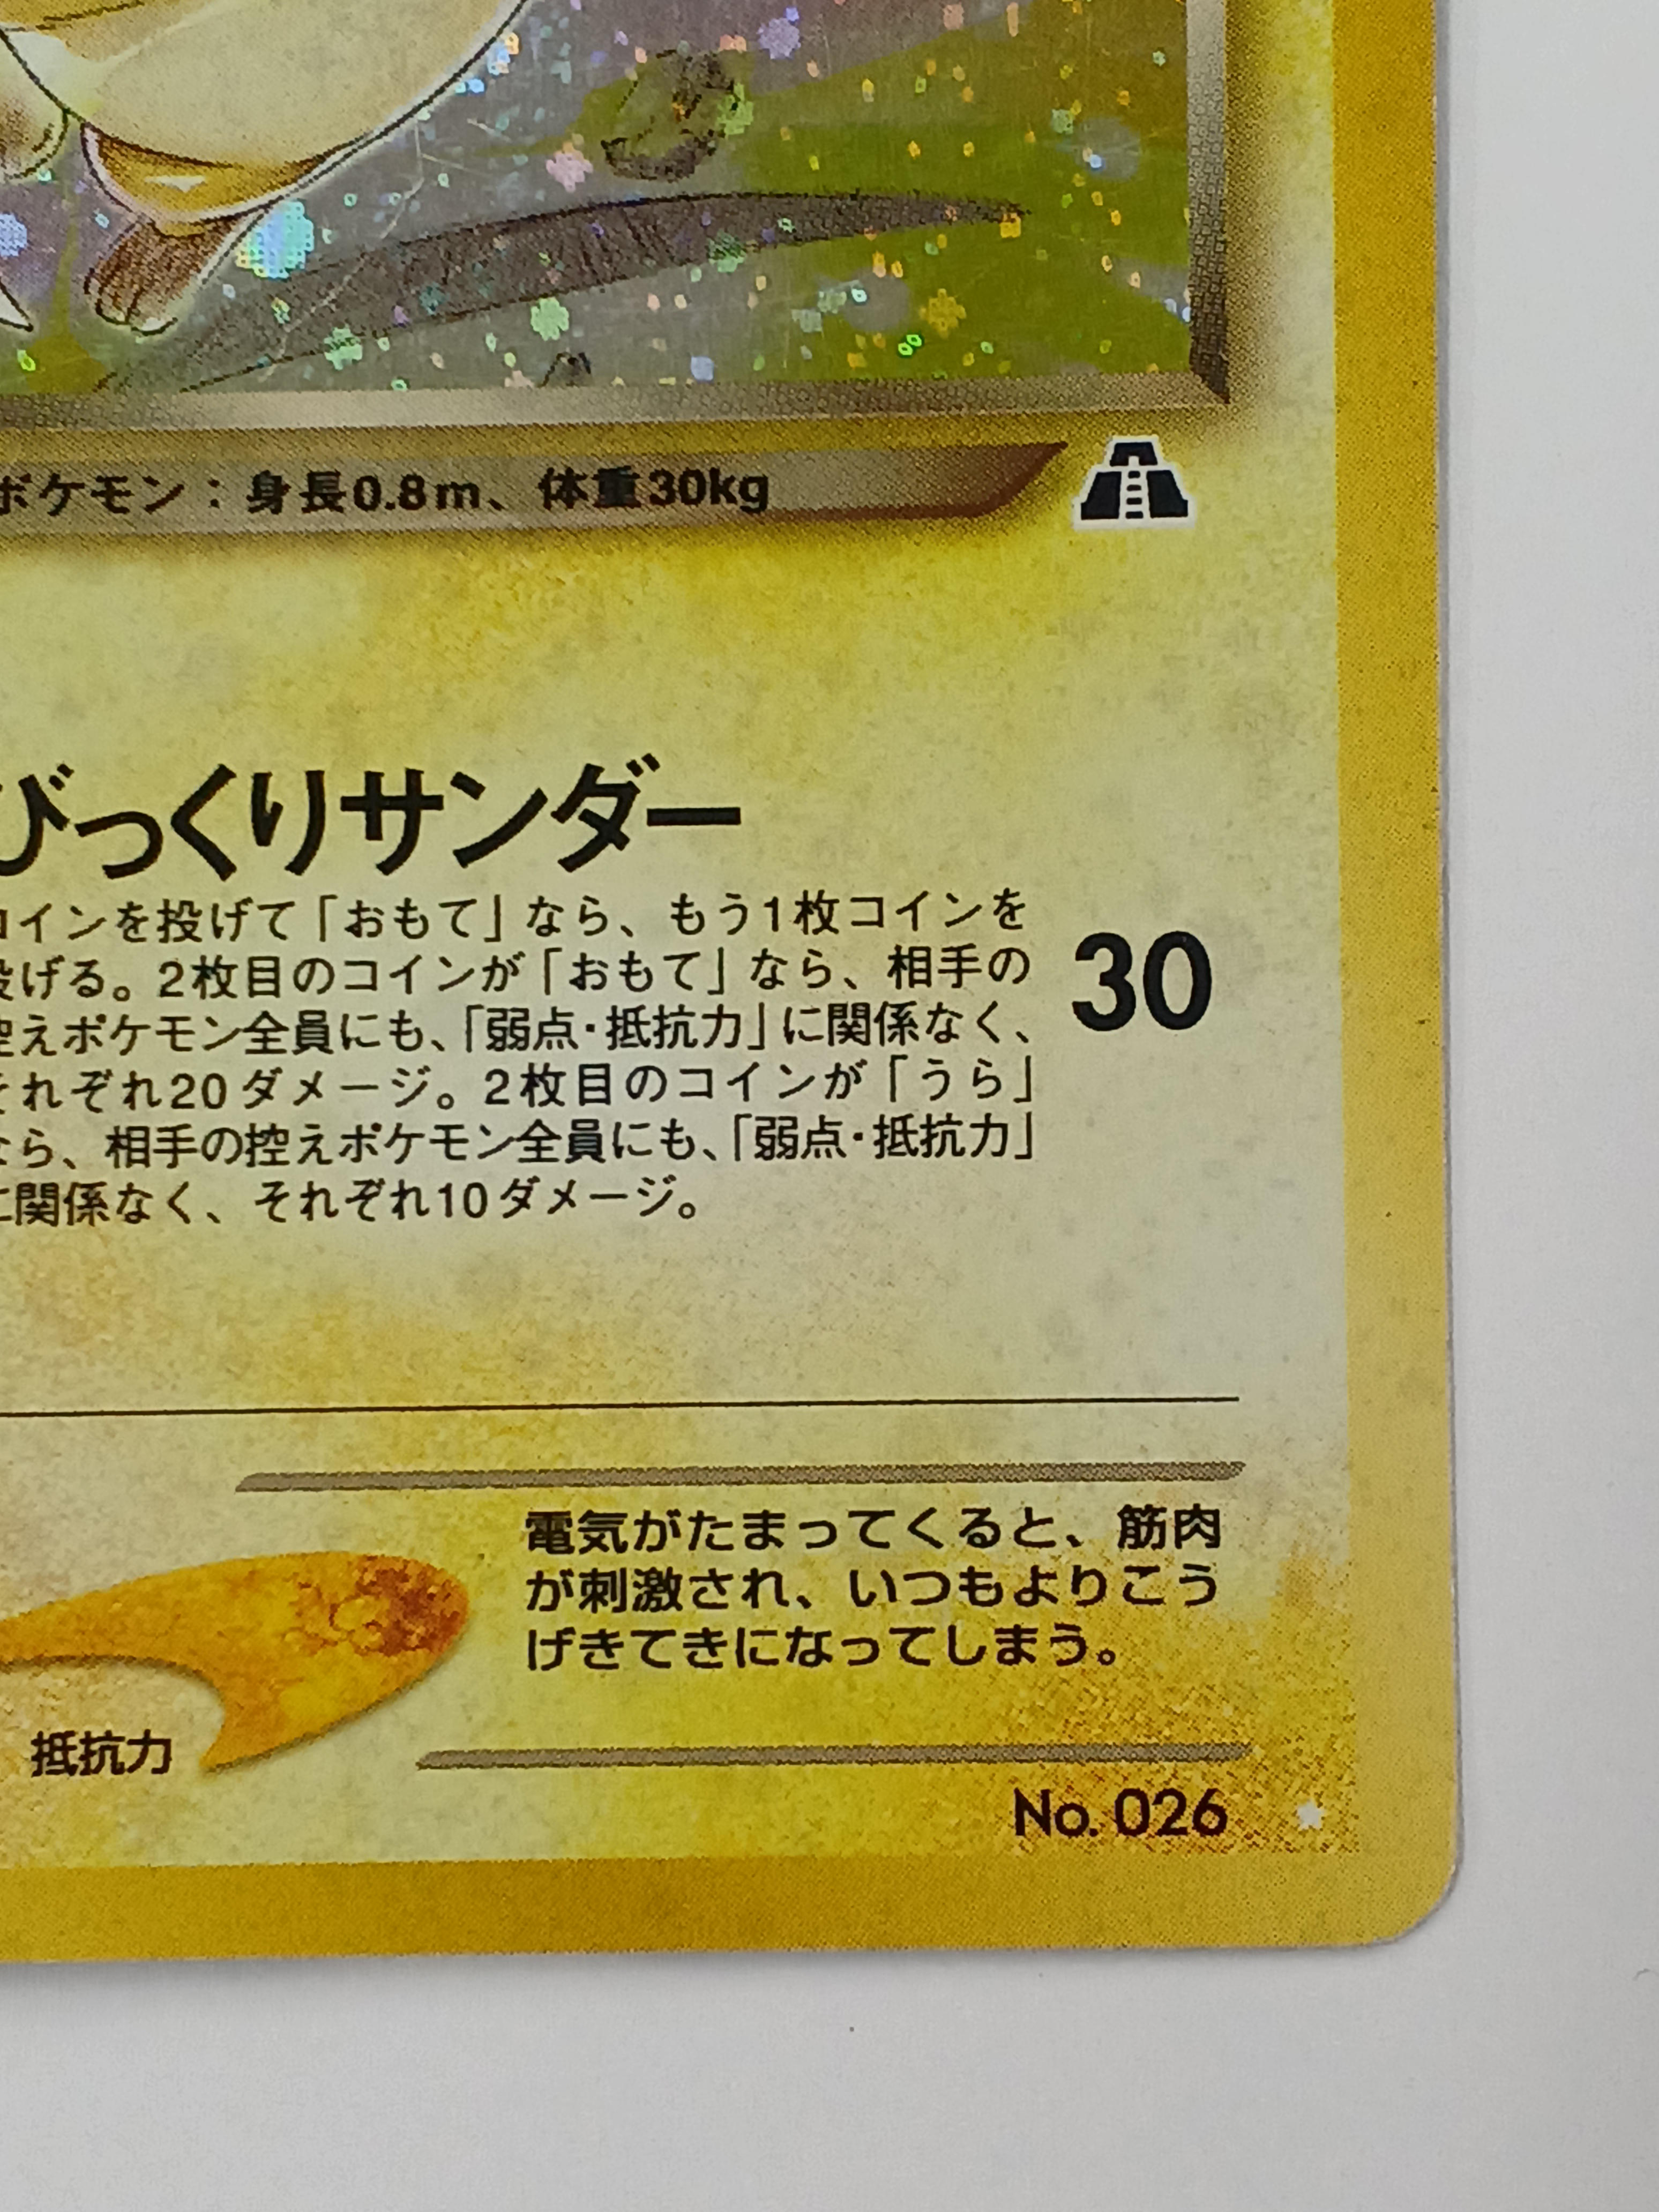 ポケモン：身長0.8m、体重30kg
びっくりサンダー
コインを投げて「おもて」なら、もう1枚コインを
投げる。2枚目のコインが「おもて」なら、相手の
控えポケモン全員にも、「弱点・抵抗力」に関係なく、
それぞれ20ダメージ。2枚目のコインが「うら」
なら、相手の控えポケモン全員にも、「弱点・抵抗力」
に関係なく、それぞれ10ダメージ。
30
電気がたまってくると、筋肉
が刺激され、いつもよりこう
げきてきになってしまう。
抵抗力
No. 026